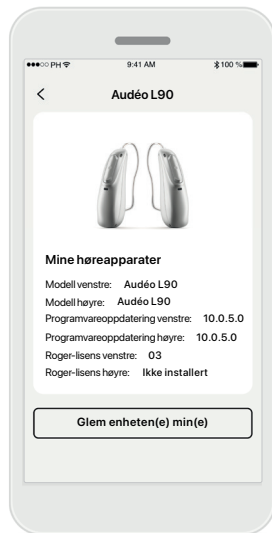 ●●●○○ PH 9:41 AM 100 %
Audéo L90
Mine høreapparater
Modell venstre: Audéo L90
Modell høyre: Audéo L90
Programvareoppdatering venstre: 10.0.5.0
Programvareoppdatering høyre: 10.0.5.0
Roger-lisens venstre: 03
Roger-lisens høyre: Ikke installert
Glem enheten(e) min(e)